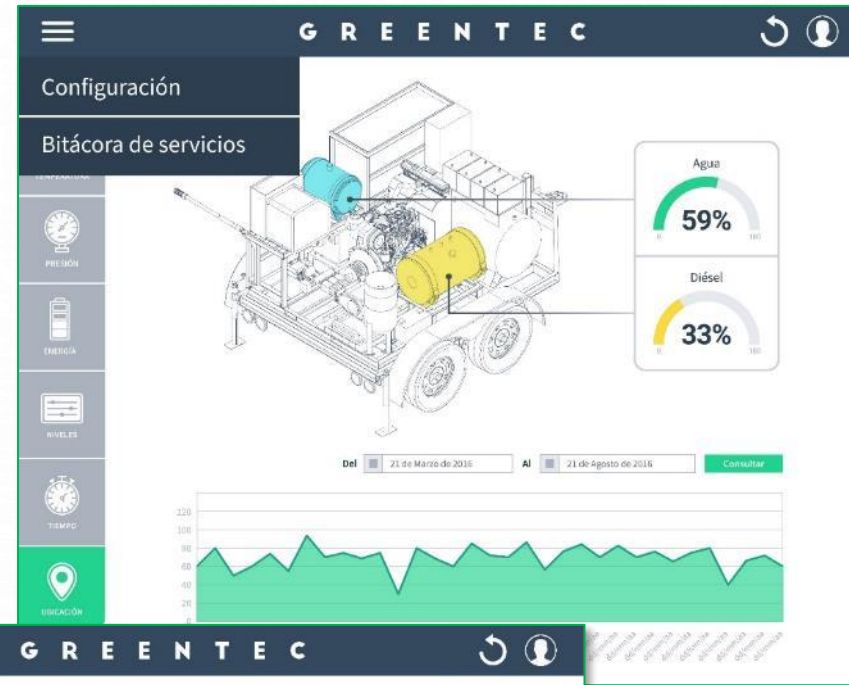 GREENTEC
Configuración
Bitácora de servicios
TEMPERATURA
PRESIÓN
ENERGÍA
NIVELES
TIEMPO
UBICACIÓN
Agua
59%
0 100
Diésel
33%
0 100
Del 21 de Marzo de 2016 Al 21 de Agosto de 2016 Consultar
120
100
80
60
40
20
0
GREENTEC